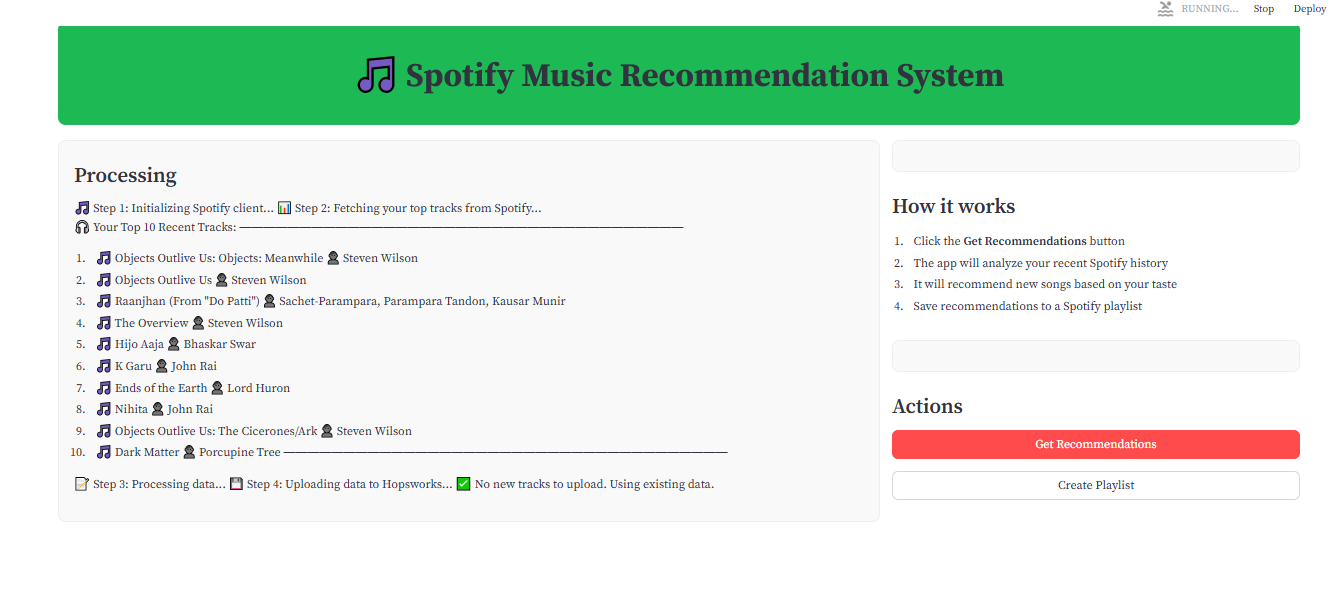 RUNNING... Stop Deploy
🎵 Spotify Music Recommendation System
Processing
🎵 Step 1: Initializing Spotify client... 📊 Step 2: Fetching your top tracks from Spotify...
🎧 Your Top 10 Recent Tracks: ————————————————————————————————————————
1. 🎵 Objects Outlive Us: Objects: Meanwhile 👤 Steven Wilson
2. 🎵 Objects Outlive Us 👤 Steven Wilson
3. 🎵 Raanjhan (From "Do Patti") 👤 Sachet-Parampara, Parampara Tandon, Kausar Munir
4. 🎵 The Overview 👤 Steven Wilson
5. 🎵 Hijo Aaja 👤 Bhaskar Swar
6. 🎵 K Garu 👤 John Rai
7. 🎵 Ends of the Earth 👤 Lord Huron
8. 🎵 Nihita 👤 John Rai
9. 🎵 Objects Outlive Us: The Cicerones/Ark 👤 Steven Wilson
10. 🎵 Dark Matter 👤 Porcupine Tree ————————————————————————————————————————
📝 Step 3: Processing data... 💾 Step 4: Uploading data to Hopsworks... ✅ No new tracks to upload. Using existing data.
How it works
1. Click the Get Recommendations button
2. The app will analyze your recent Spotify history
3. It will recommend new songs based on your taste
4. Save recommendations to a Spotify playlist
Actions
Get Recommendations
Create Playlist